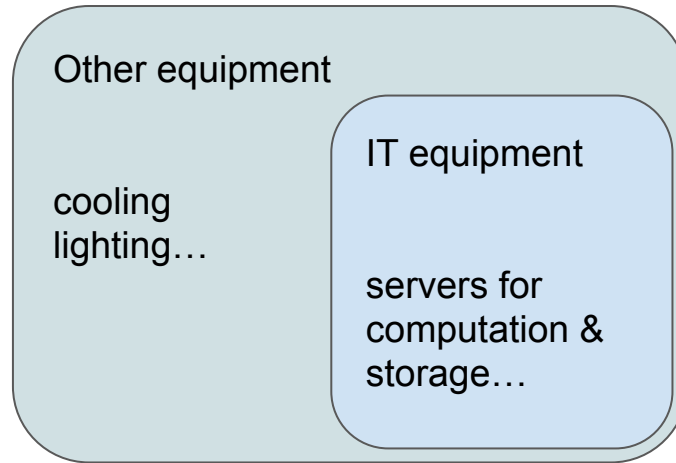 Other equipment
cooling
lighting…
IT equipment
servers for
computation &
storage…